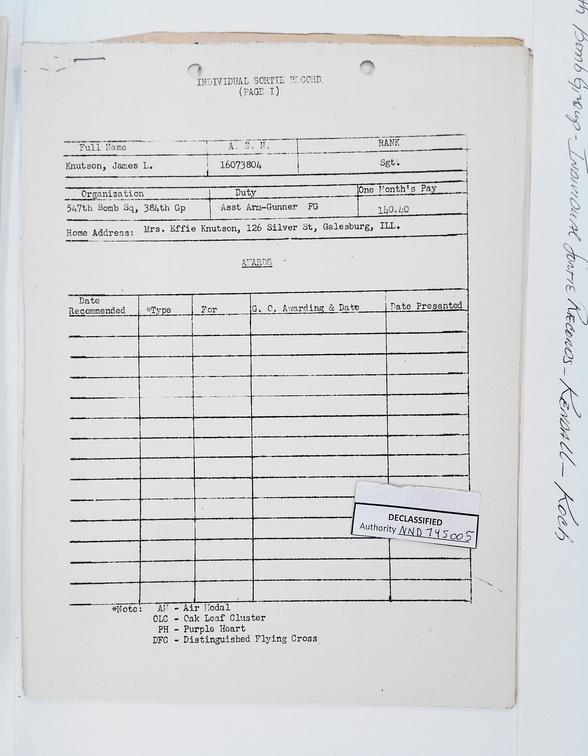 INDIVIDUAL SORTIE RECORD
(PAGE I)
Full Name A. S. N. RANK
Knutson, James L. 16073804 Sgt.
Organization Duty One Month's Pay
547th Bomb Sq, 384th Gp Asst Arm-Gunner FG 140.40
Home Address: Mrs. Effie Knutson, 126 Silver St, Galesburg, ILL.
AWARDS
Date
Recommended *Type For G. O. Awarding & Date Date Presented
DECLASSIFIED
Authority NND 745005
*Note: AM - Air Medal
OLC - Oak Leaf Cluster
PH - Purple Heart
DFC - Distinguished Flying Cross
th Bomb Group - Individual Sortie Records - Kendall - Koch